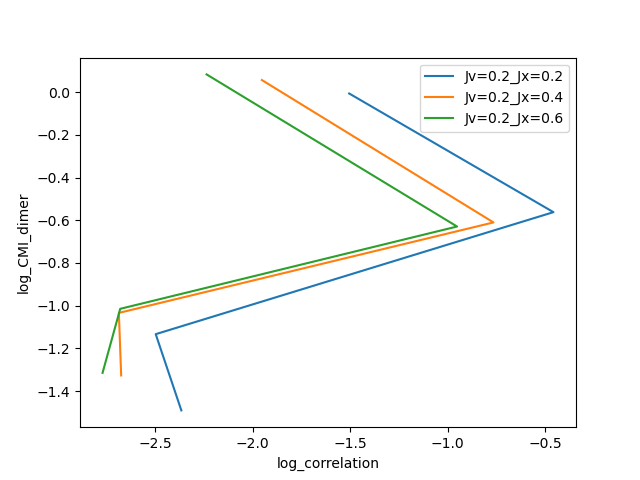 Jv=0.2_Jx=0.2
Jv=0.2_Jx=0.4
Jv=0.2_Jx=0.6
log_CMI_dimer
0.0
−0.2
−0.4
−0.6
−0.8
−1.0
−1.2
−1.4
−2.5 −2.0 −1.5 −1.0 −0.5
log_correlation